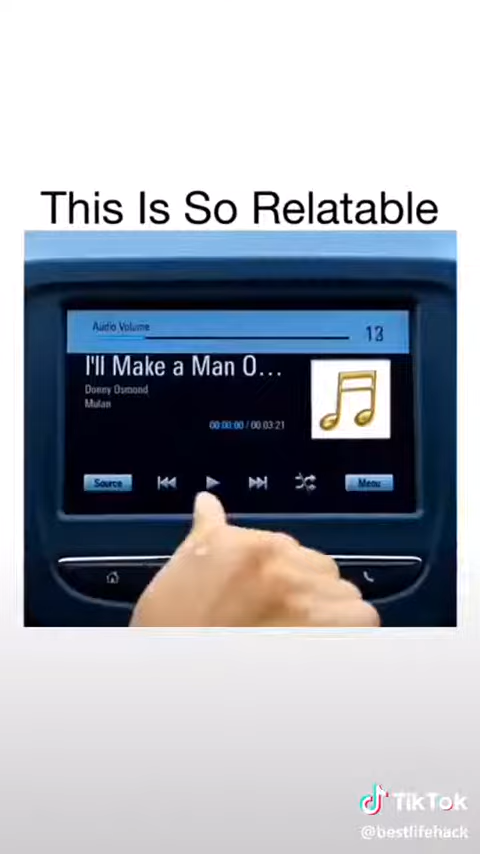 This Is So Relatable
Audio Volume
13
I'll Make a Man O...
Donny Osmond
Mulan
00:00:00 / 00:03:21
Source
Menu
TikTok
@bestlifehack